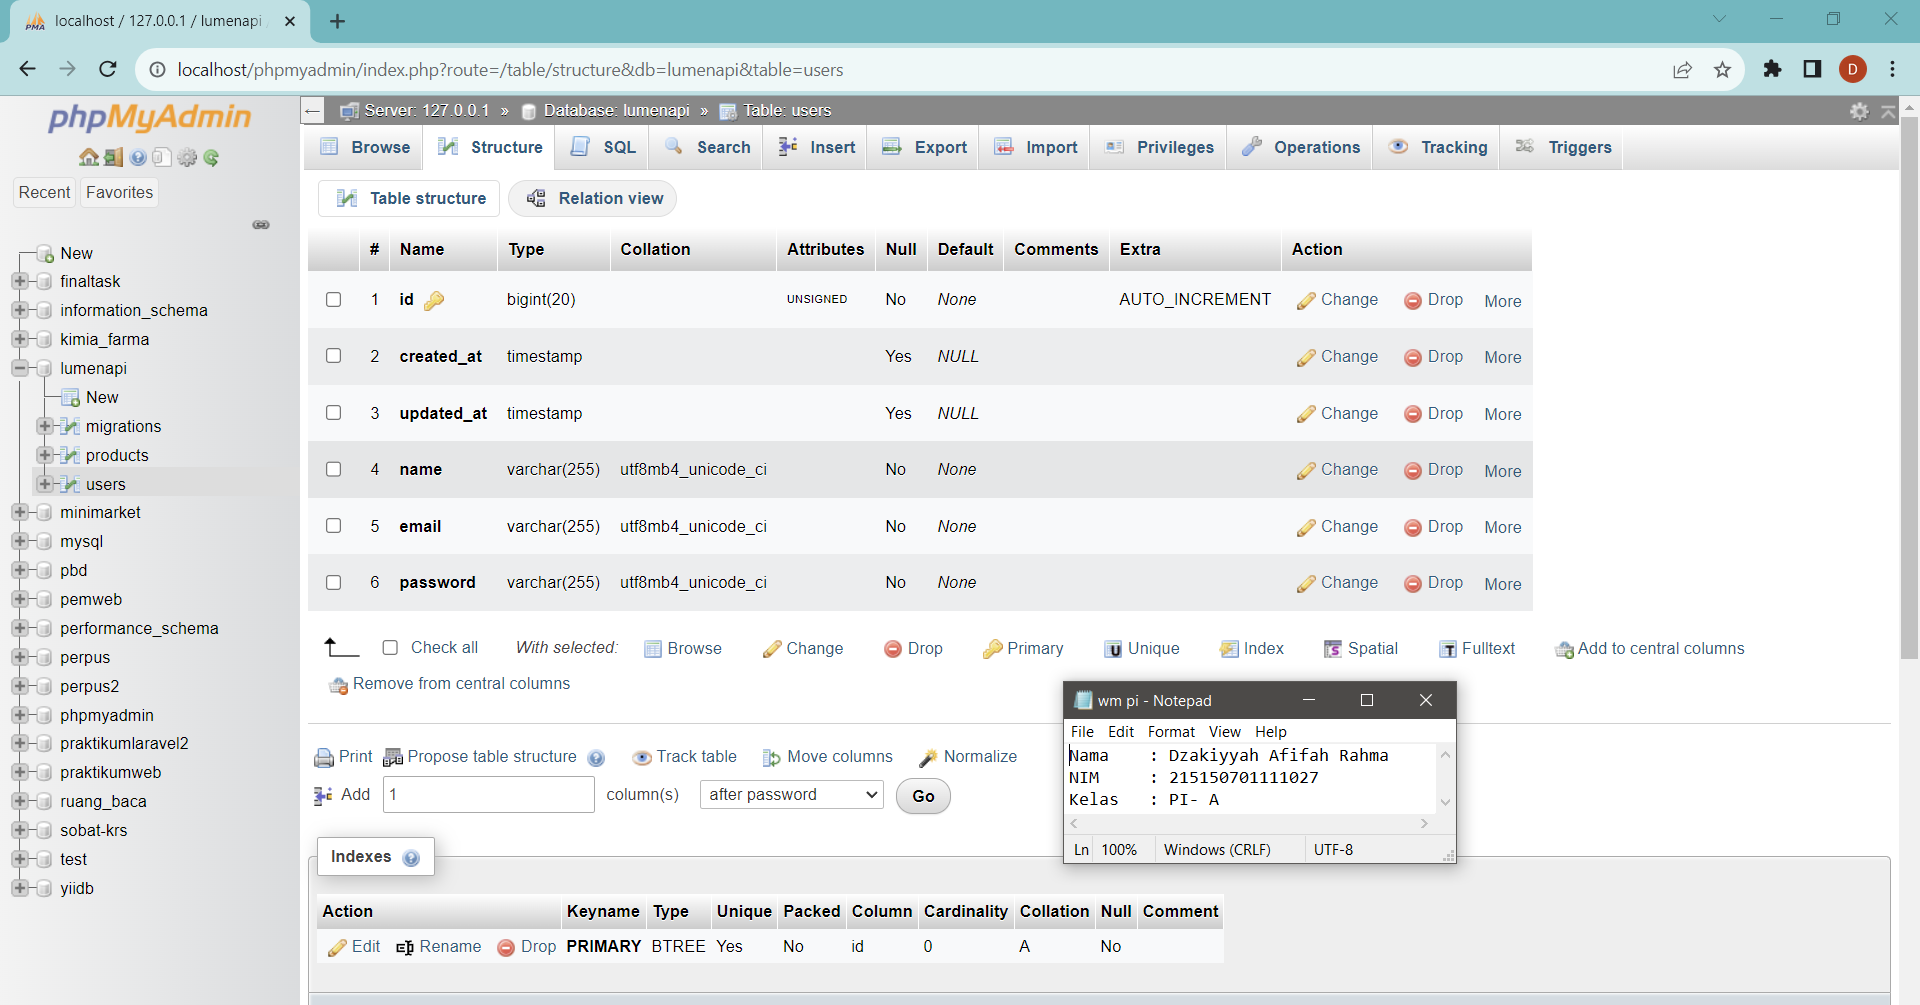 localhost / 127.0.0.1 / lumenapi
localhost/phpmyadmin/index.php?route=/table/structure&db=lumenapi&table=users
D
phpMyAdmin
Recent Favorites
New
finaltask
information_schema
kimia_farma
lumenapi
New
migrations
products
users
minimarket
mysql
pbd
pemweb
performance_schema
perpus
perpus2
phpmyadmin
praktikumlaravel2
praktikumweb
ruang_baca
sobat-krs
test
yiidb
Server: 127.0.0.1 » Database: lumenapi » Table: users
Browse Structure SQL Search Insert Export Import Privileges Operations Tracking Triggers
Table structure Relation view
# Name Type Collation Attributes Null Default Comments Extra Action
1 id bigint(20) UNSIGNED No None AUTO_INCREMENT Change Drop More
2 created_at timestamp Yes NULL Change Drop More
3 updated_at timestamp Yes NULL Change Drop More
4 name varchar(255) utf8mb4_unicode_ci No None Change Drop More
5 email varchar(255) utf8mb4_unicode_ci No None Change Drop More
6 password varchar(255) utf8mb4_unicode_ci No None Change Drop More
Check all With selected: Browse Change Drop Primary Unique Index Spatial Fulltext Add to central columns
Remove from central columns
Print Propose table structure Track table Move columns Normalize
Add 1 column(s) after password Go
Indexes
Action Keyname Type Unique Packed Column Cardinality Collation Null Comment
Edit Rename Drop PRIMARY BTREE Yes No id 0 A No
wm pi - Notepad
File Edit Format View Help
Nama : Dzakiyyah Afifah Rahma
NIM : 215150701111027
Kelas : PI- A
Ln 100% Windows (CRLF) UTF-8